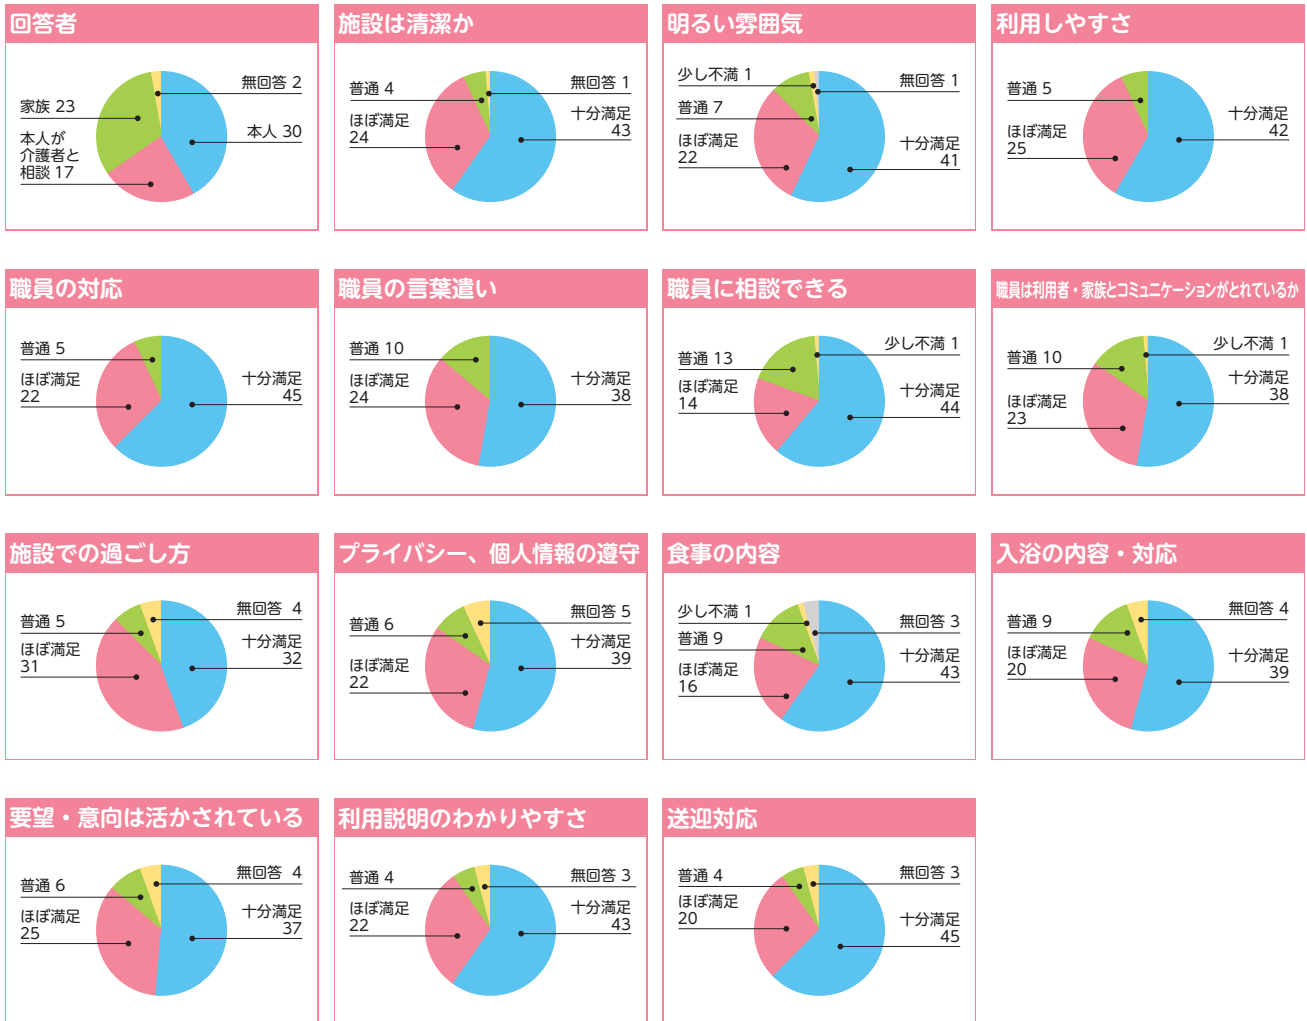 回答者
無回答 2
家族 23
本人 30
本人が
介護者と
相談 17
施設は清潔か
無回答 1
普通 4
十分満足
43
ほぼ満足
24
明るい雰囲気
少し不満 1
無回答 1
普通 7
ほぼ満足
22
十分満足
41
利用しやすさ
普通 5
十分満足
42
ほぼ満足
25
職員の対応
普通 5
ほぼ満足
22
十分満足
45
職員の言葉遣い
普通 10
ほぼ満足
24
十分満足
38
職員に相談できる
少し不満 1
普通 13
ほぼ満足
14
十分満足
44
職員は利用者・家族とコミュニケーションがとれているか
少し不満 1
普通 10
十分満足
38
ほぼ満足
23
施設での過ごし方
無回答 4
普通 5
十分満足
32
ほぼ満足
31
プライバシー、個人情報の遵守
無回答 5
普通 6
十分満足
39
ほぼ満足
22
食事の内容
少し不満 1
無回答 3
普通 9
十分満足
43
ほぼ満足
16
入浴の内容・対応
無回答 4
普通 9
ほぼ満足
20
十分満足
39
要望・意向は活かされている
無回答 4
普通 6
十分満足
37
ほぼ満足
25
利用説明のわかりやすさ
無回答 3
普通 4
十分満足
43
ほぼ満足
22
送迎対応
無回答 3
普通 4
ほぼ満足
20
十分満足
45